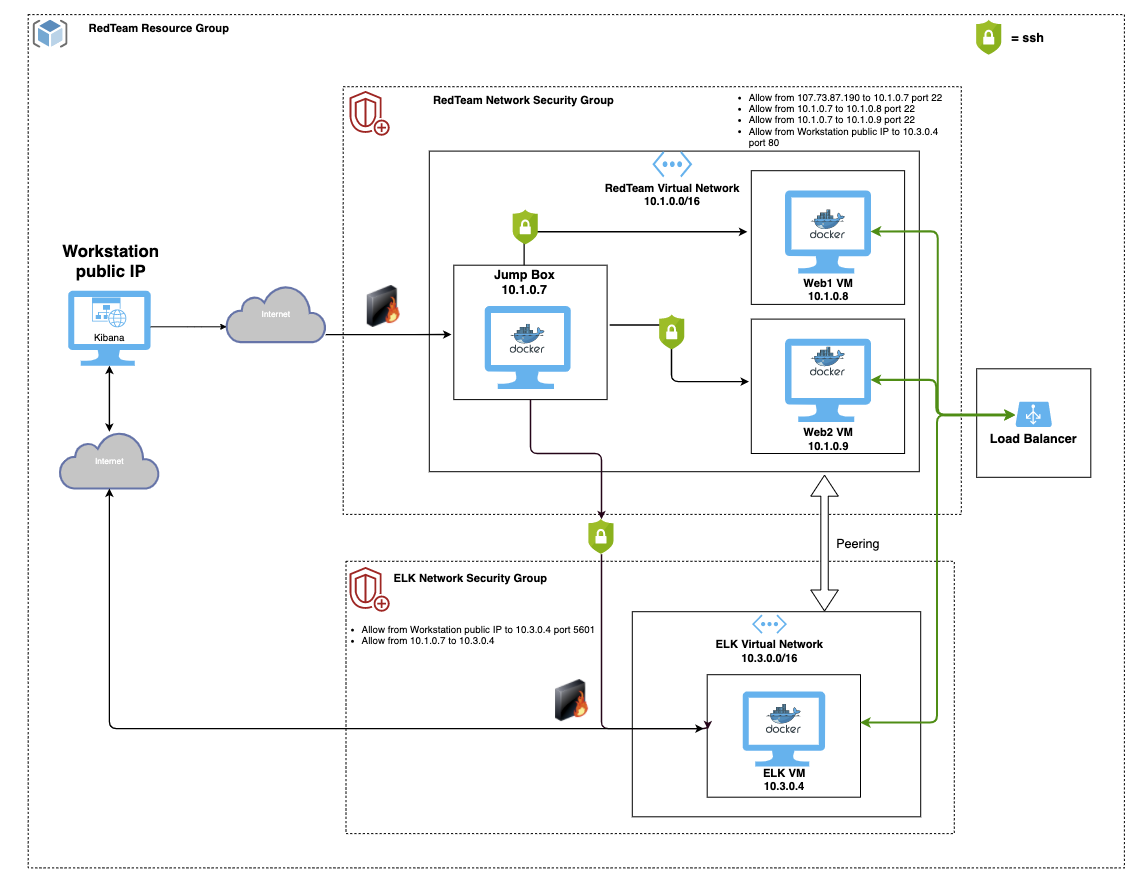 RedTeam Resource Group
= ssh
RedTeam Network Security Group
• Allow from 107.73.87.190 to 10.1.0.7 port 22
• Allow from 10.1.0.7 to 10.1.0.8 port 22
• Allow from 10.1.0.7 to 10.1.0.9 port 22
• Allow from Workstation public IP to 10.3.0.4
port 80
RedTeam Virtual Network
10.1.0.0/16
docker
Web1 VM
10.1.0.8
Workstation
public IP
Kibana
Internet
Jump Box
10.1.0.7
docker
docker
Web2 VM
10.1.0.9
Load Balancer
Internet
Peering
ELK Network Security Group
• Allow from Workstation public IP to 10.3.0.4 port 5601
• Allow from 10.1.0.7 to 10.3.0.4
ELK Virtual Network
10.3.0.0/16
docker
ELK VM
10.3.0.4